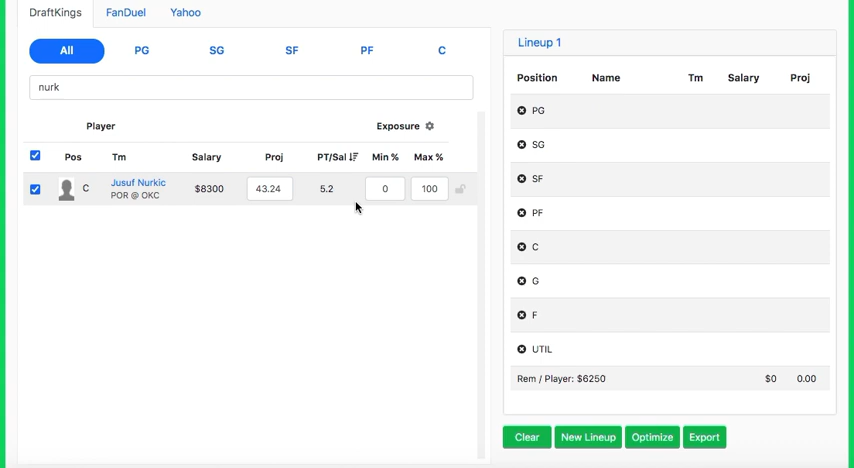 DraftKings FanDuel Yahoo
All PG SG SF PF C
nurk
Player Exposure
Pos Tm Salary Proj PT/Sal Min % Max %
C Jusuf Nurkic $8300 43.24 5.2 0 100
POR @ OKC
Lineup 1
Position Name Tm Salary Proj
PG
SG
SF
PF
C
G
F
UTIL
Rem / Player: $6250 $0 0.00
Clear New Lineup Optimize Export